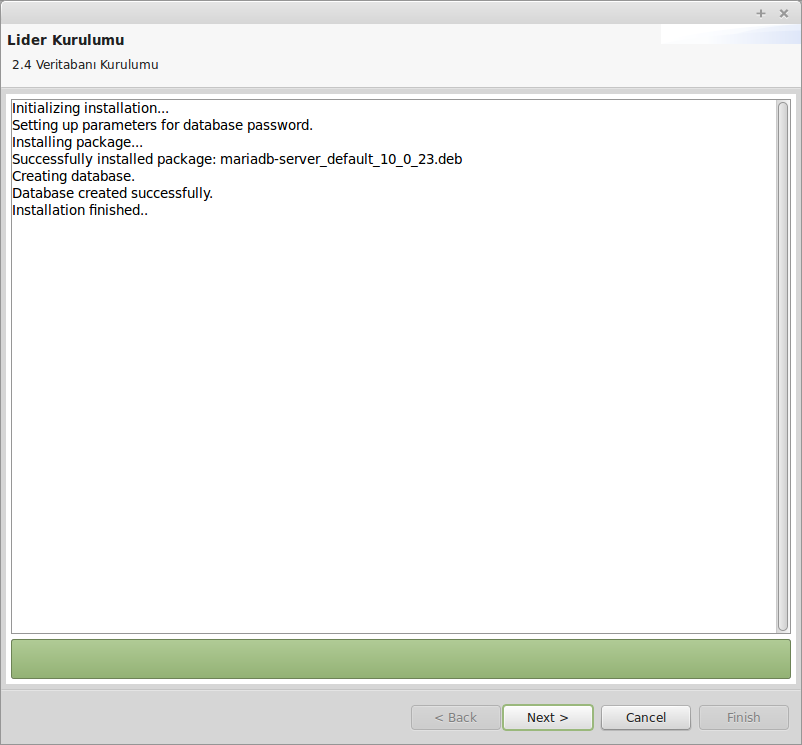 Lider Kurulumu
2.4 Veritabanı Kurulumu
Initializing installation...
Setting up parameters for database password.
Installing package...
Successfully installed package: mariadb-server_default_10_0_23.deb
Creating database.
Database created successfully.
Installation finished..
< Back
Next >
Cancel
Finish